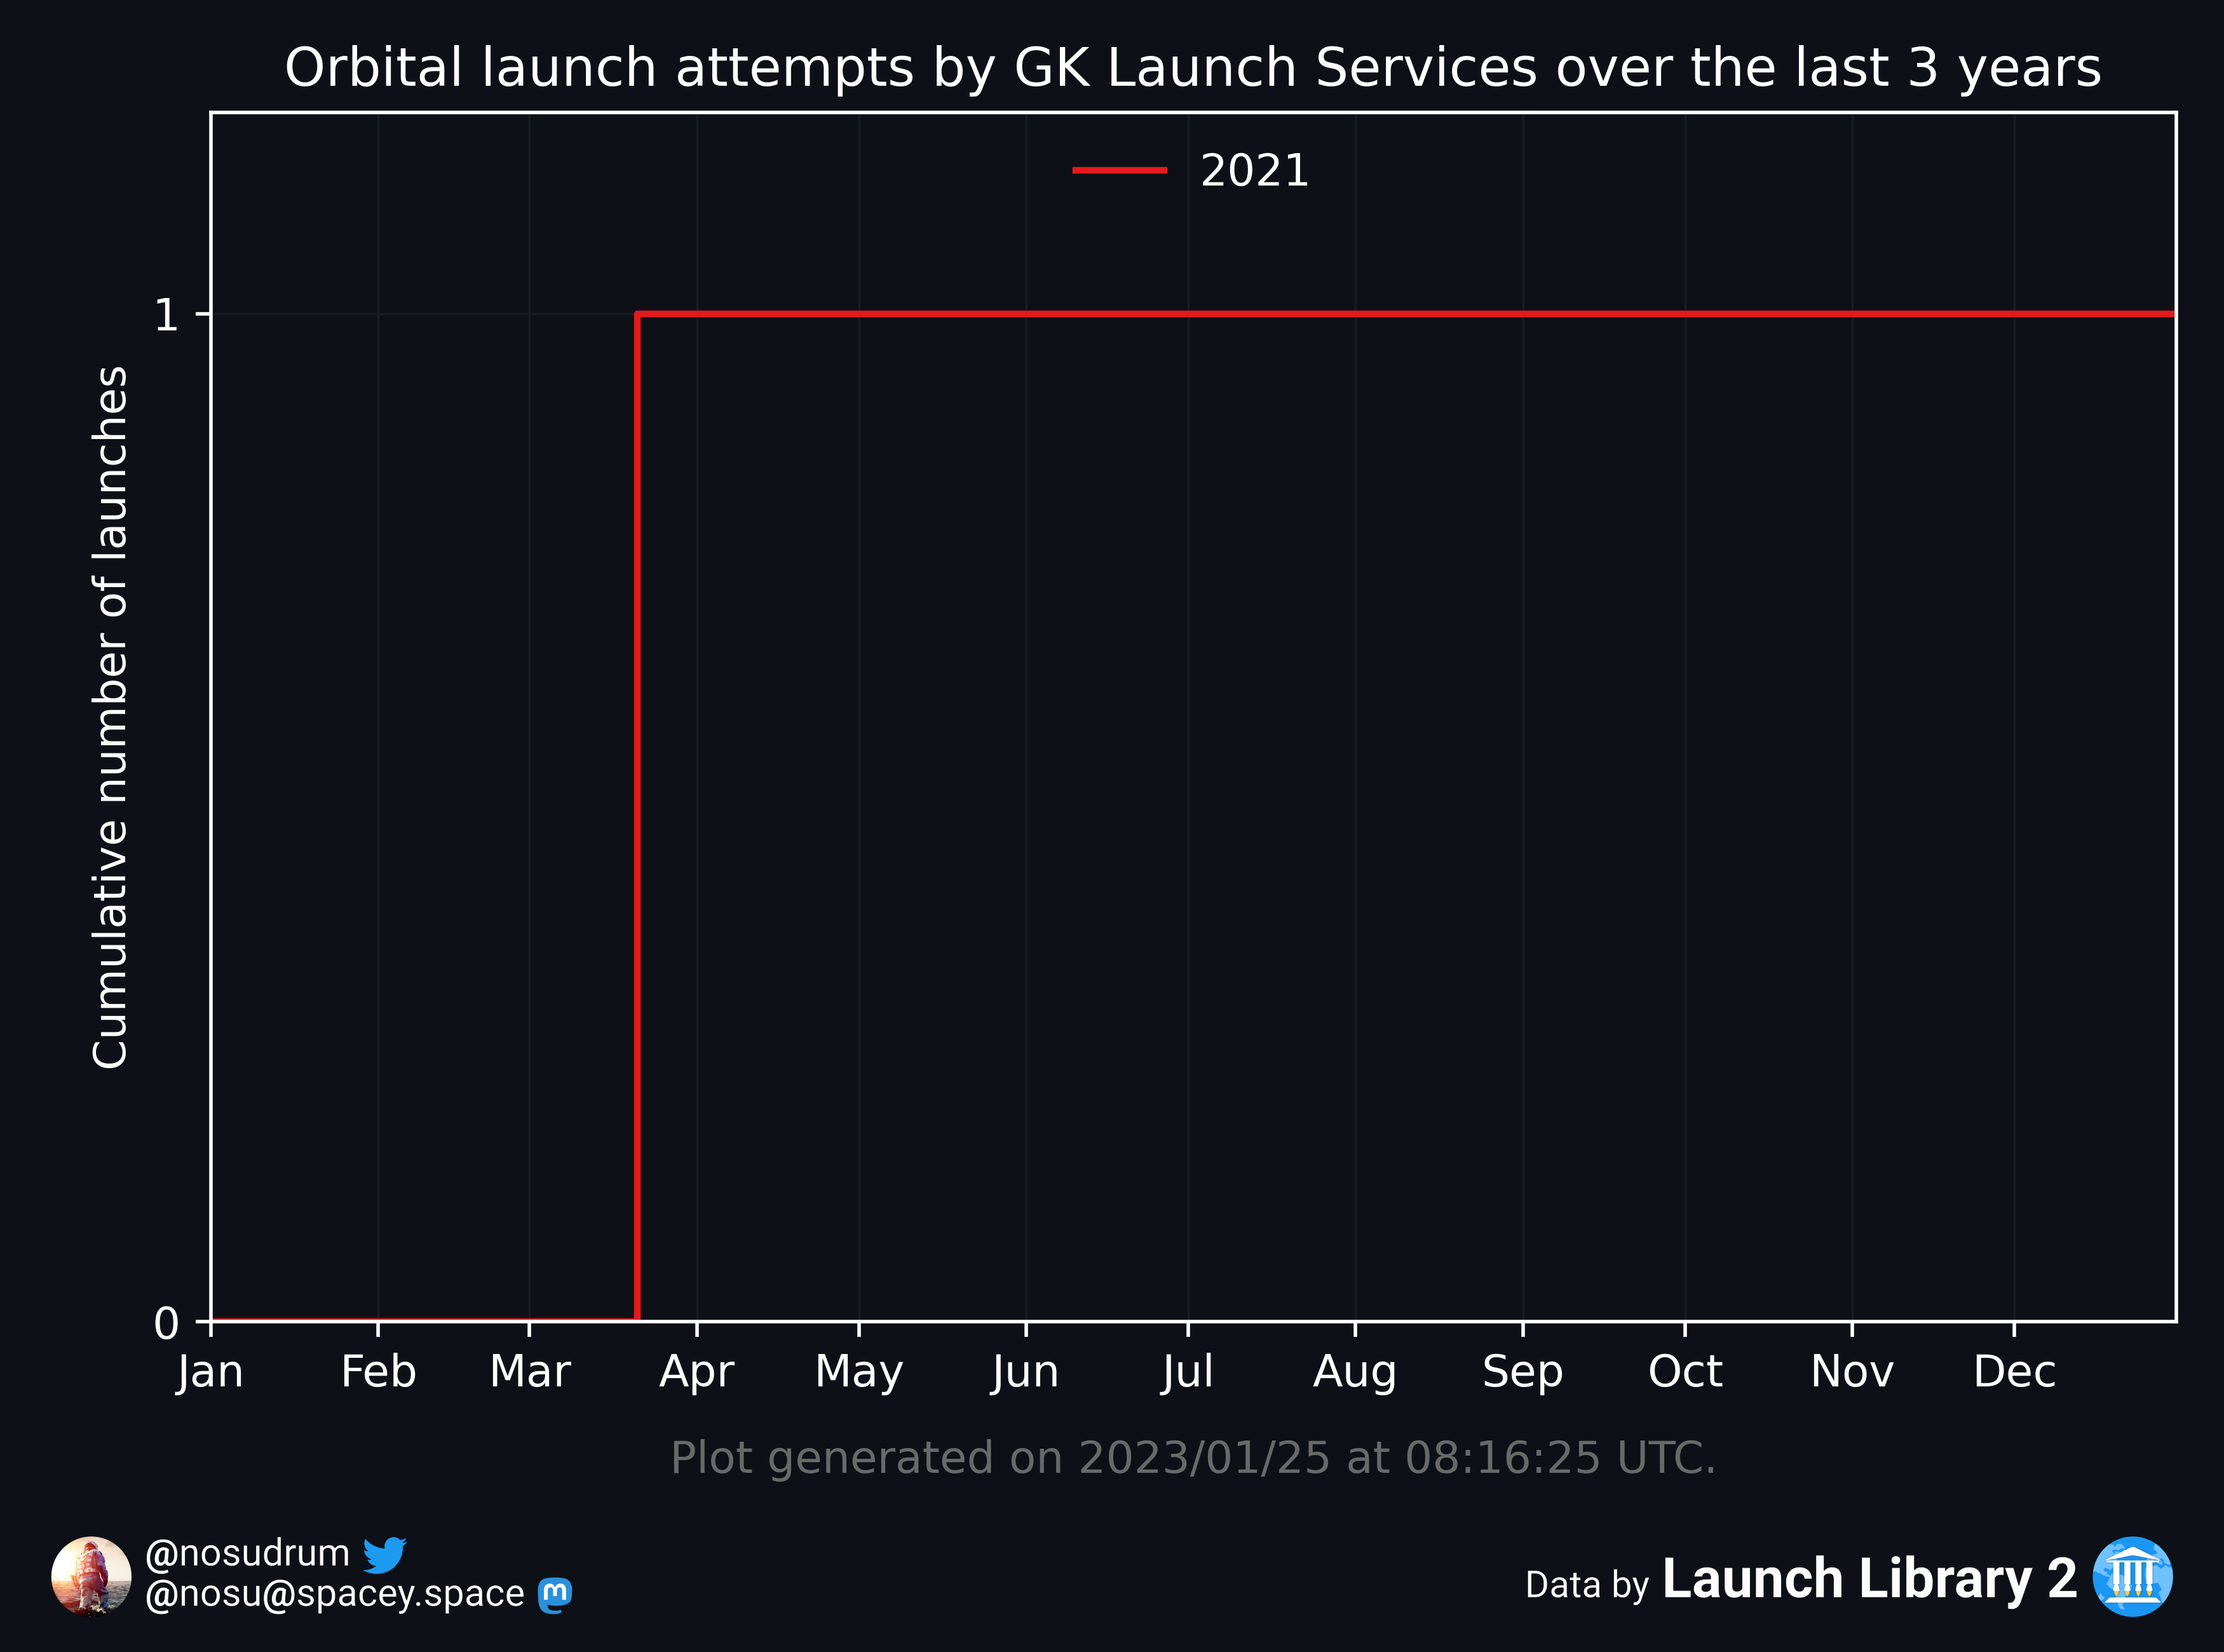 Orbital launch attempts by GK Launch Services over the last 3 years
2021
1
0
Cumulative number of launches
Jan Feb Mar Apr May Jun Jul Aug Sep Oct Nov Dec
Plot generated on 2023/01/25 at 08:16:25 UTC.
@nosudrum
@nosu@spacey.space
Data by Launch Library 2